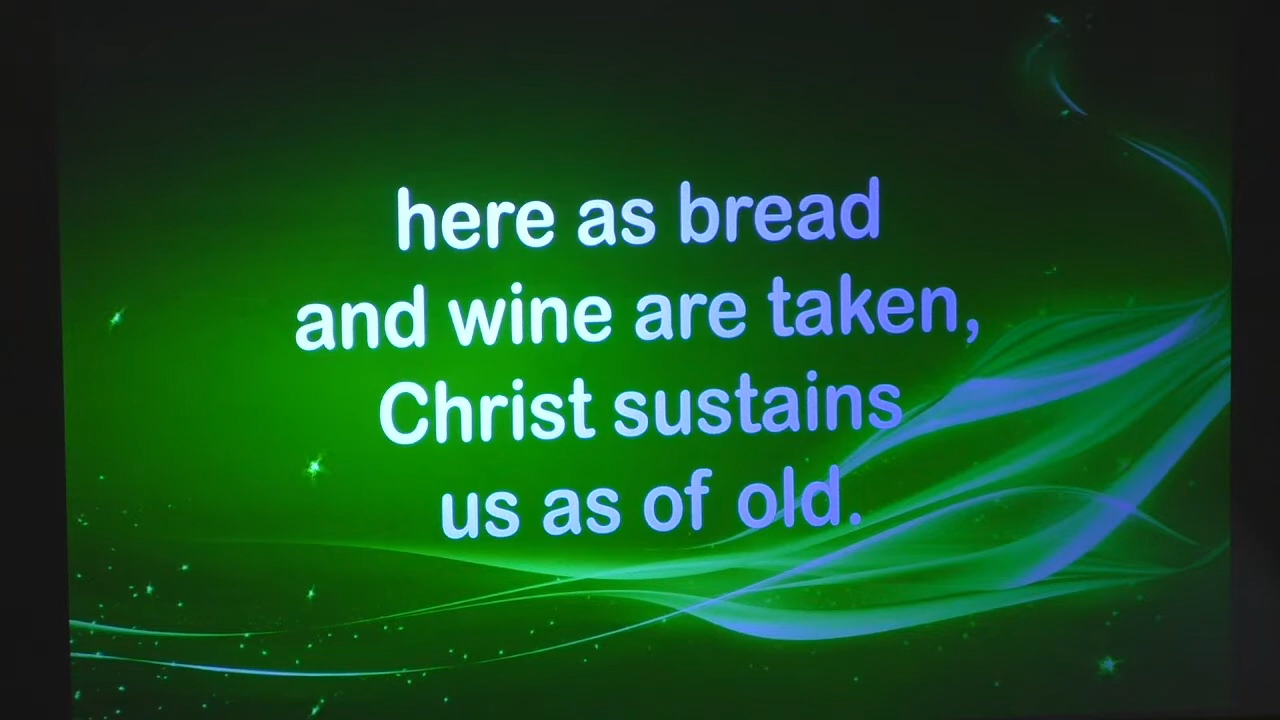 here as bread
and wine are taken,
Christ sustains
us as of old.